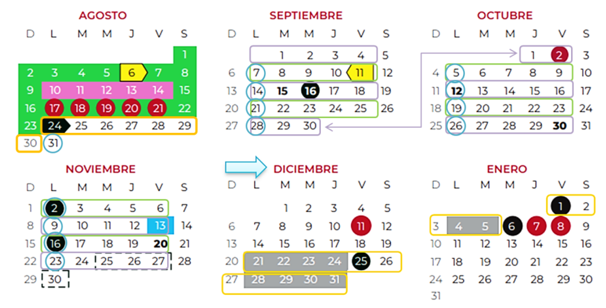 AGOSTO
D L M M J V S
1
2 3 4 5 6 7 8
9 10 11 12 13 14 15
16 17 18 19 20 21 22
23 24 25 26 27 28 29
30 31
SEPTIEMBRE
D L M M J V S
1 2 3 4 5
6 7 8 9 10 11 12
13 14 15 16 17 18 19
20 21 22 23 24 25 26
27 28 29 30
OCTUBRE
D L M M J V S
1 2 3
4 5 6 7 8 9 10
11 12 13 14 15 16 17
18 19 20 21 22 23 24
25 26 27 28 29 30 31
NOVIEMBRE
D L M M J V S
1 2 3 4 5 6 7
8 9 10 11 12 13 14
15 16 17 18 19 20 21
22 23 24 25 26 27 28
29 30
DICIEMBRE
D L M M J V S
1 2 3 4 5
6 7 8 9 10 11 12
13 14 15 16 17 18 19
20 21 22 23 24 25 26
27 28 29 30 31
ENERO
D L M M J V S
1 2
3 4 5 6 7 8 9
10 11 12 13 14 15 16
17 18 19 20 21 22 23
24 25 26 27 28 29 30
31